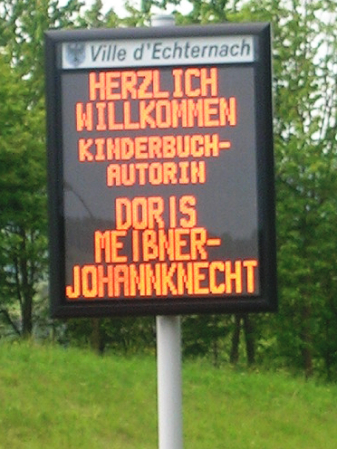 Ville d'Echternach
HERZLICH
WILLKOMMEN
KINDERBUCH-
AUTORIN
DORIS
MEIßNER-
JOHANNKNECHT